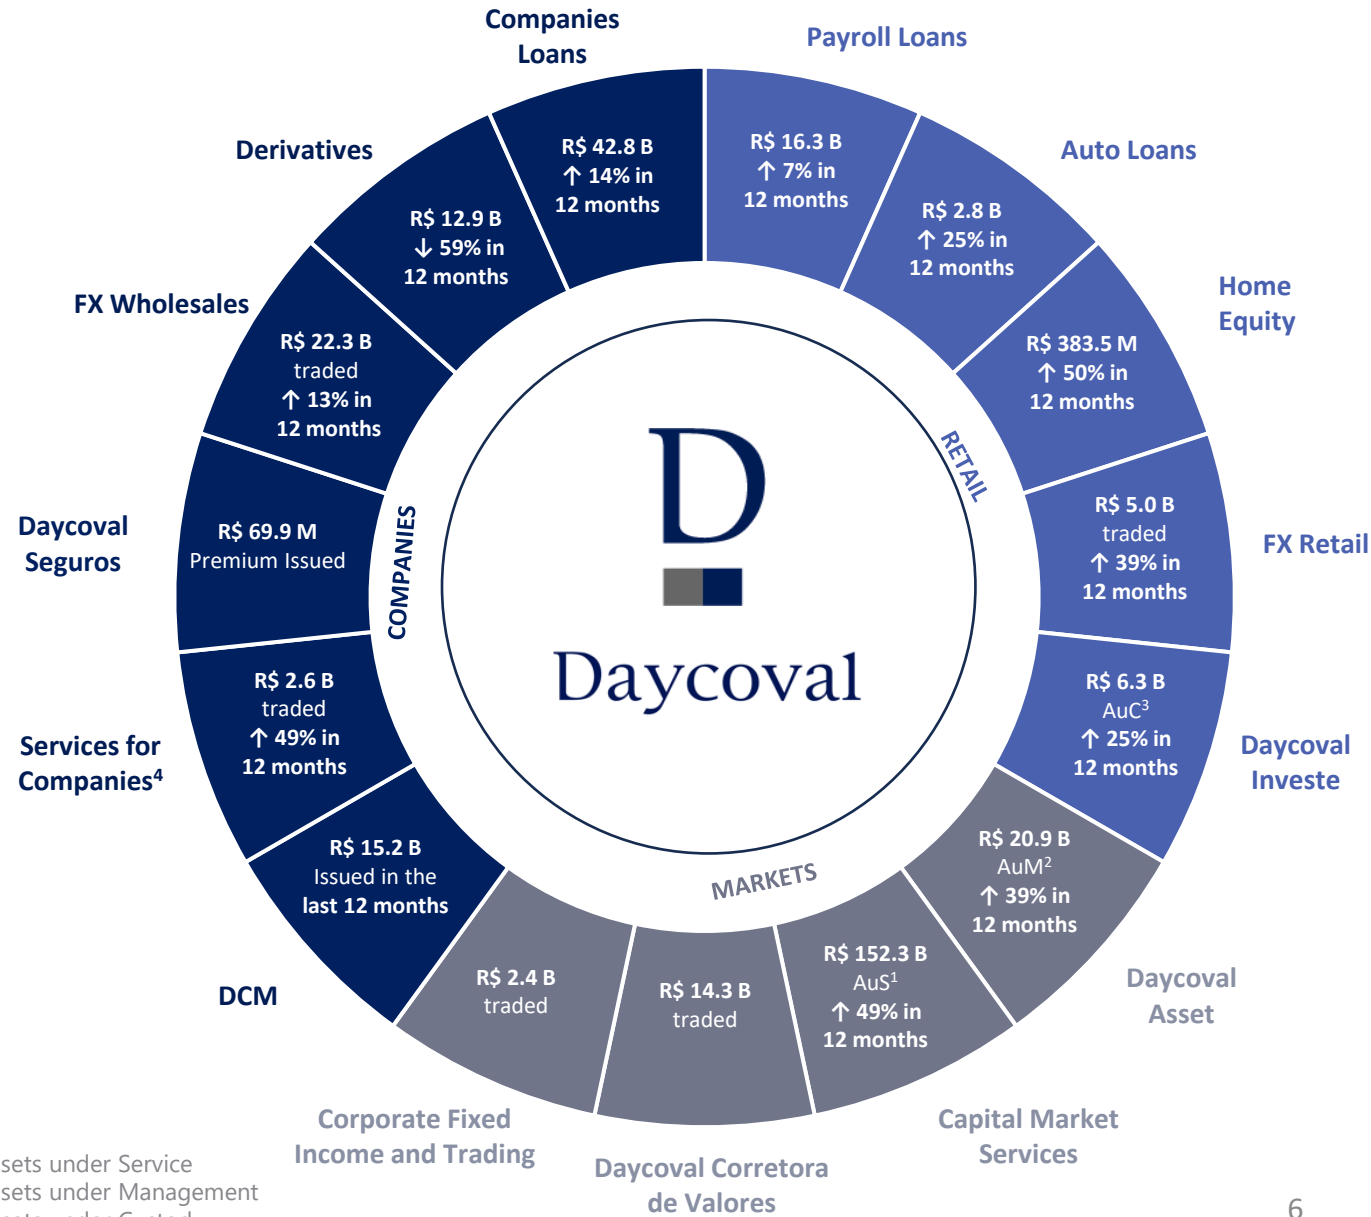 Companies
Loans
Payroll Loans
Derivatives
Auto Loans
R$ 42.8 B
↑ 14% in
12 months
R$ 16.3 B
↑ 7% in
12 months
R$ 12.9 B
↓ 59% in
12 months
R$ 2.8 B
↑ 25% in
12 months
FX Wholesales
Home
Equity
R$ 22.3 B
traded
↑ 13% in
12 months
R$ 383.5 M
↑ 50% in
12 months
RETAIL
Daycoval
Seguros
R$ 69.9 M
Premium Issued
COMPANIES
D
Daycoval
R$ 5.0 B
traded
↑ 39% in
12 months
FX Retail
Services for
Companies⁴
R$ 2.6 B
traded
↑ 49% in
12 months
R$ 6.3 B
AuC³
↑ 25% in
12 months
Daycoval
Investe
R$ 15.2 B
Issued in the
last 12 months
MARKETS
R$ 20.9 B
AuM²
↑ 39% in
12 months
DCM
R$ 2.4 B
traded
R$ 14.3 B
traded
R$ 152.3 B
AuS¹
↑ 49% in
12 months
Daycoval
Asset
Corporate Fixed
Income and Trading
Daycoval Corretora
de Valores
Capital Market
Services
sets under Service
sets under Management
6